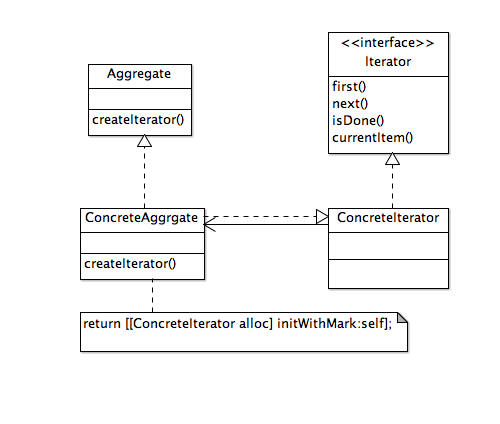 Aggregate
createIterator()
<<interface>>
Iterator
first()
next()
isDone()
currentItem()
ConcreteAggrgate
createIterator()
ConcreteIterator
return [[ConcreteIterator alloc] initWithMark:self];